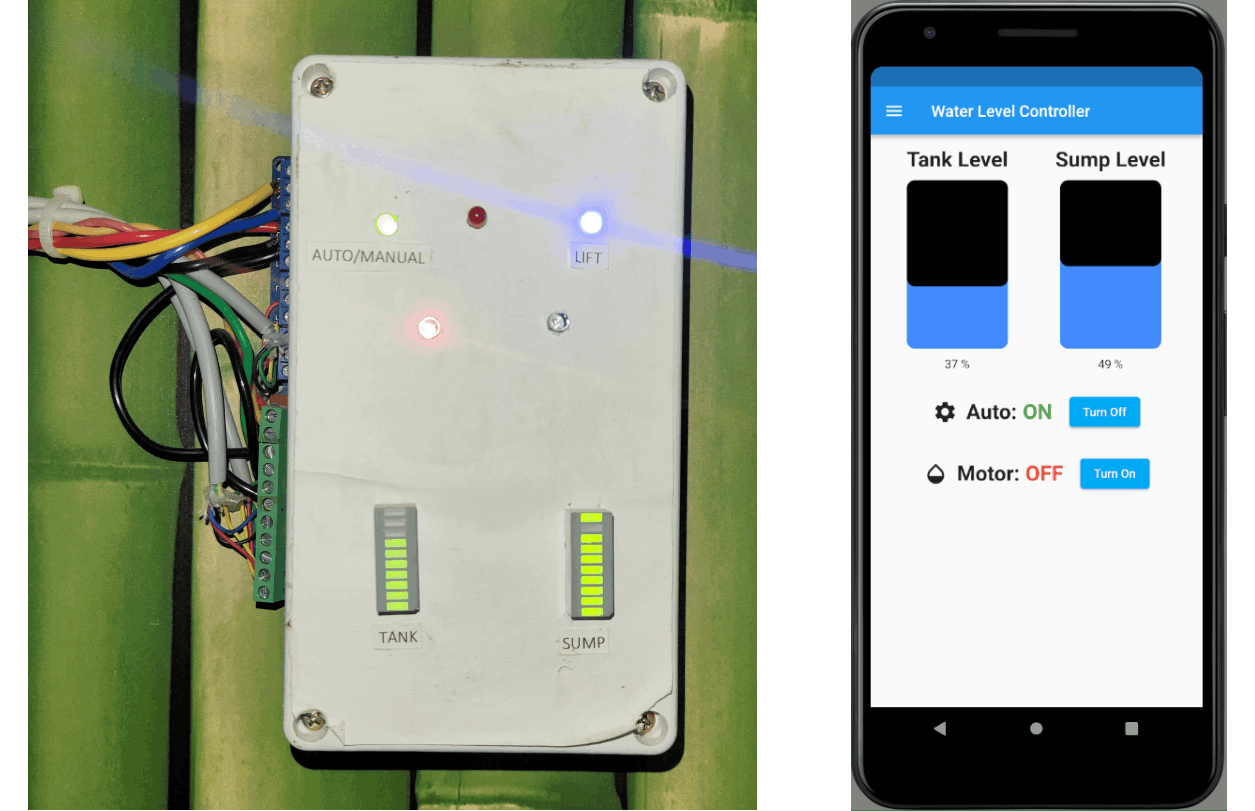 AUTO/MANUAL
LIFT
TANK
SUMP
Water Level Controller
Tank Level Sump Level
37 % 49 %
Auto: ON Turn Off
Motor: OFF Turn On